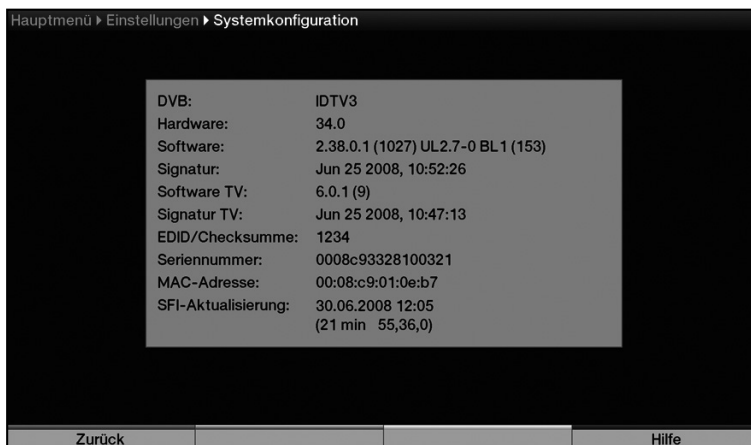 Hauptmenü ▸ Einstellungen ▸ Systemkonfiguration
DVB: IDTV3
Hardware: 34.0
Software: 2.38.0.1 (1027) UL2.7-0 BL1 (153)
Signatur: Jun 25 2008, 10:52:26
Software TV: 6.0.1 (9)
Signatur TV: Jun 25 2008, 10:47:13
EDID/Checksumme: 1234
Seriennummer: 0008c93328100321
MAC-Adresse: 00:08:c9:01:0e:b7
SFI-Aktualisierung: 30.06.2008 12:05
(21 min 55,36,0)
Zurück Hilfe